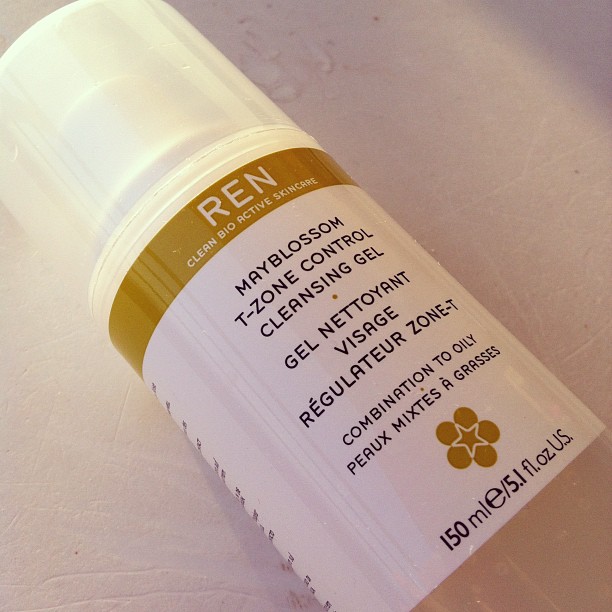 REN
CLEAN BIO ACTIVE SKINCARE
MAYBLOSSOM
T-ZONE CONTROL
CLEANSING GEL
GEL NETTOYANT
VISAGE
RÉGULATEUR ZONE-T
COMBINATION TO OILY
PEAUX MIXTES À GRASSES
150 ml e/5.1 fl.oz U.S.